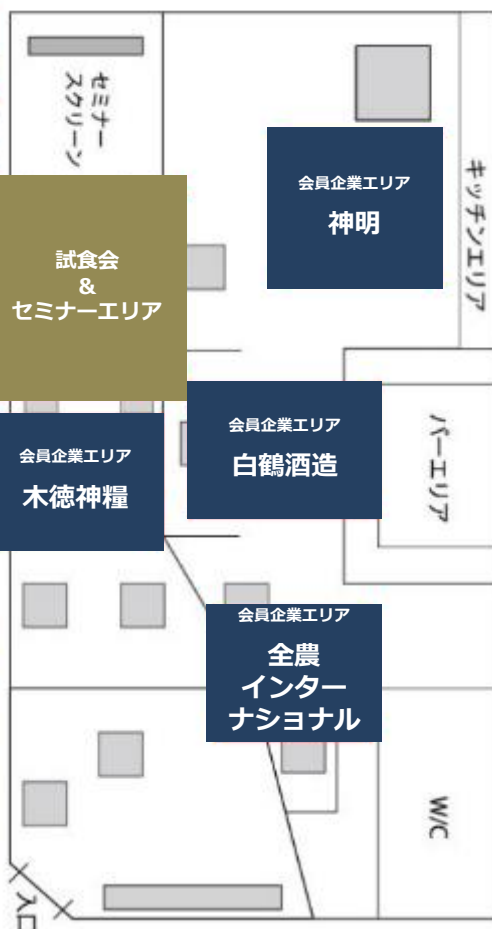 セミナー
スクリーン
キッチンエリア
会員企業エリア
神明
試食会
&
セミナーエリア
会員企業エリア
白鶴酒造
バーエリア
会員企業エリア
木徳神糧
会員企業エリア
全農
インター
ナショナル
W/C
入口